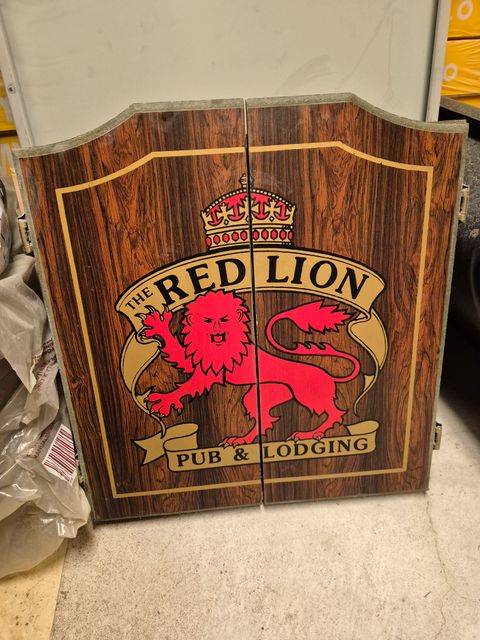 THE RED LION
PUB & LODGING